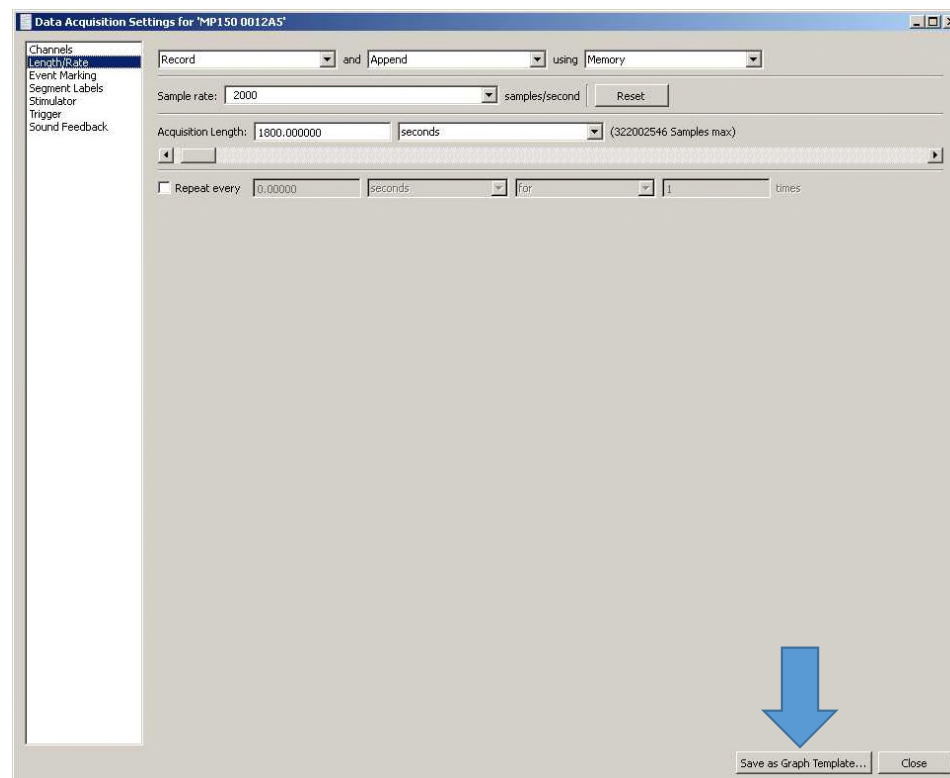 Data Acquisition Settings for 'MP150 0012A5'
Channels
Length/Rate
Event Marking
Segment Labels
Stimulator
Trigger
Sound Feedback
Record and Append using Memory
Sample rate: 2000 samples/second Reset
Acquisition Length: 1800.000000 seconds (322002546 Samples max)
Repeat every 0.00000 seconds for 1 times
Save as Graph Template... Close